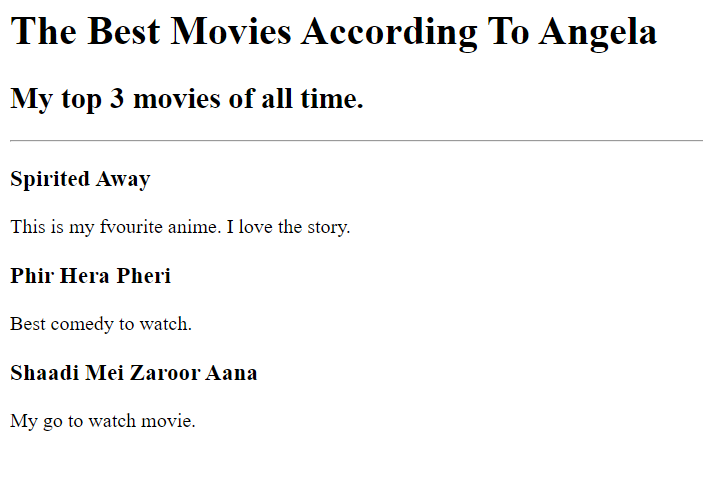 The Best Movies According To Angela
My top 3 movies of all time.
Spirited Away
This is my fvourite anime. I love the story.
Phir Hera Pheri
Best comedy to watch.
Shaadi Mei Zaroor Aana
My go to watch movie.